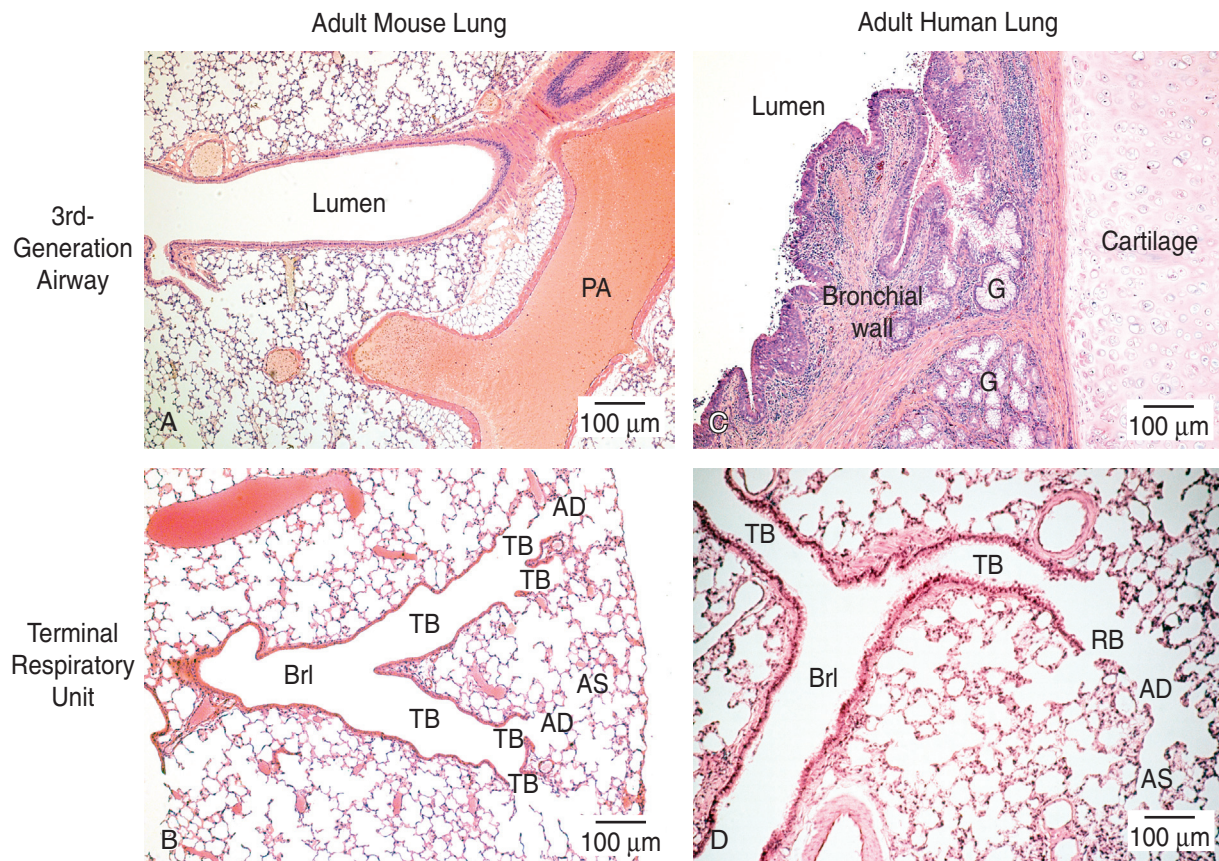 Adult Mouse Lung
Adult Human Lung
3rd-
Generation
Airway
Lumen
PA
A
100 µm
Lumen
Cartilage
Bronchial
wall
G
G
C
100 µm
Terminal
Respiratory
Unit
AD
TB
TB
TB
Brl
AS
TB
AD
TB
TB
B
100 µm
TB
TB
RB
Brl
AD
AS
D
100 µm